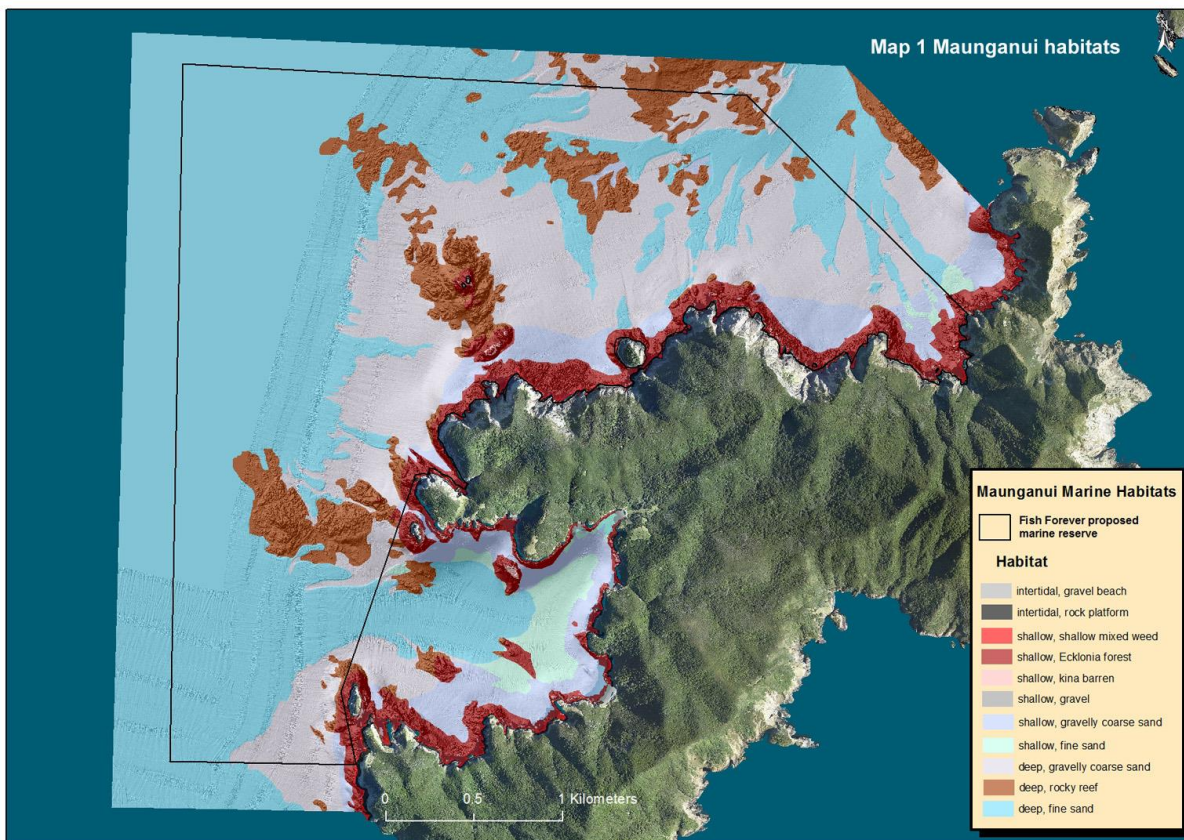 Map 1 Maunganui habitats
N
Maunganui Marine Habitats
Fish Forever proposed
marine reserve
Habitat
intertidal, gravel beach
intertidal, rock platform
shallow, shallow mixed weed
shallow, Ecklonia forest
shallow, kina barren
shallow, gravel
shallow, gravelly coarse sand
shallow, fine sand
deep, gravelly coarse sand
deep, rocky reef
deep, fine sand
0 0.5 1 Kilometers